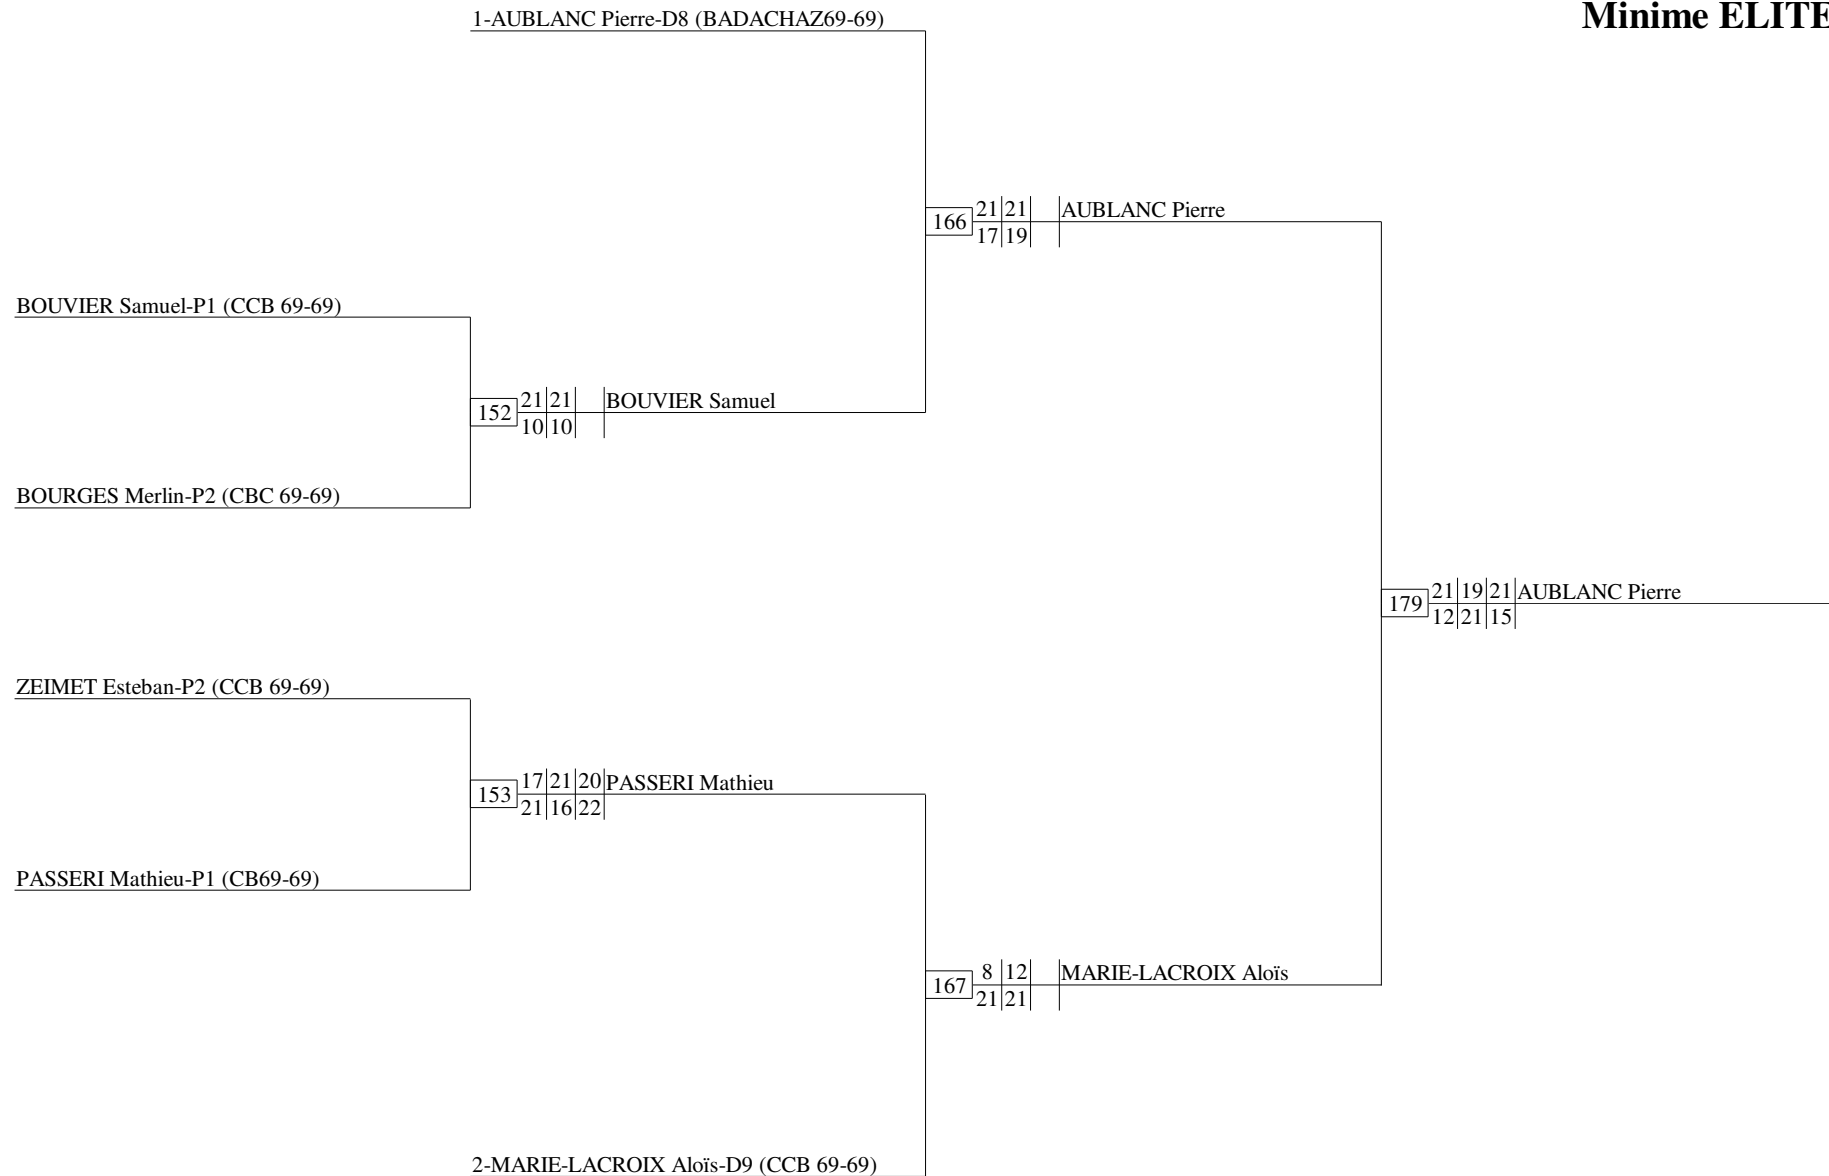 Minime ELITE
1-AUBLANC Pierre-D8 (BADACHAZ69-69)
166 21 21 AUBLANC Pierre
17 19
BOUVIER Samuel-P1 (CCB 69-69)
152 21 21 BOUVIER Samuel
10 10
BOURGES Merlin-P2 (CBC 69-69)
179 21 19 21 AUBLANC Pierre
12 21 15
ZEIMET Esteban-P2 (CCB 69-69)
153 17 21 20 PASSERI Mathieu
21 16 22
PASSERI Mathieu-P1 (CB69-69)
167 8 12 MARIE-LACROIX Aloïs
21 21
2-MARIE-LACROIX Aloïs-D9 (CCB 69-69)